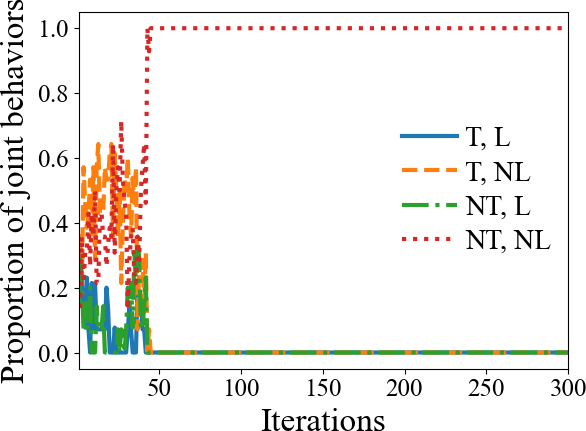 Proportion of joint behaviors
1.0
0.8
0.6
0.4
0.2
0.0
T, L
T, NL
NT, L
NT, NL
50
100
150
200
250
300
Iterations